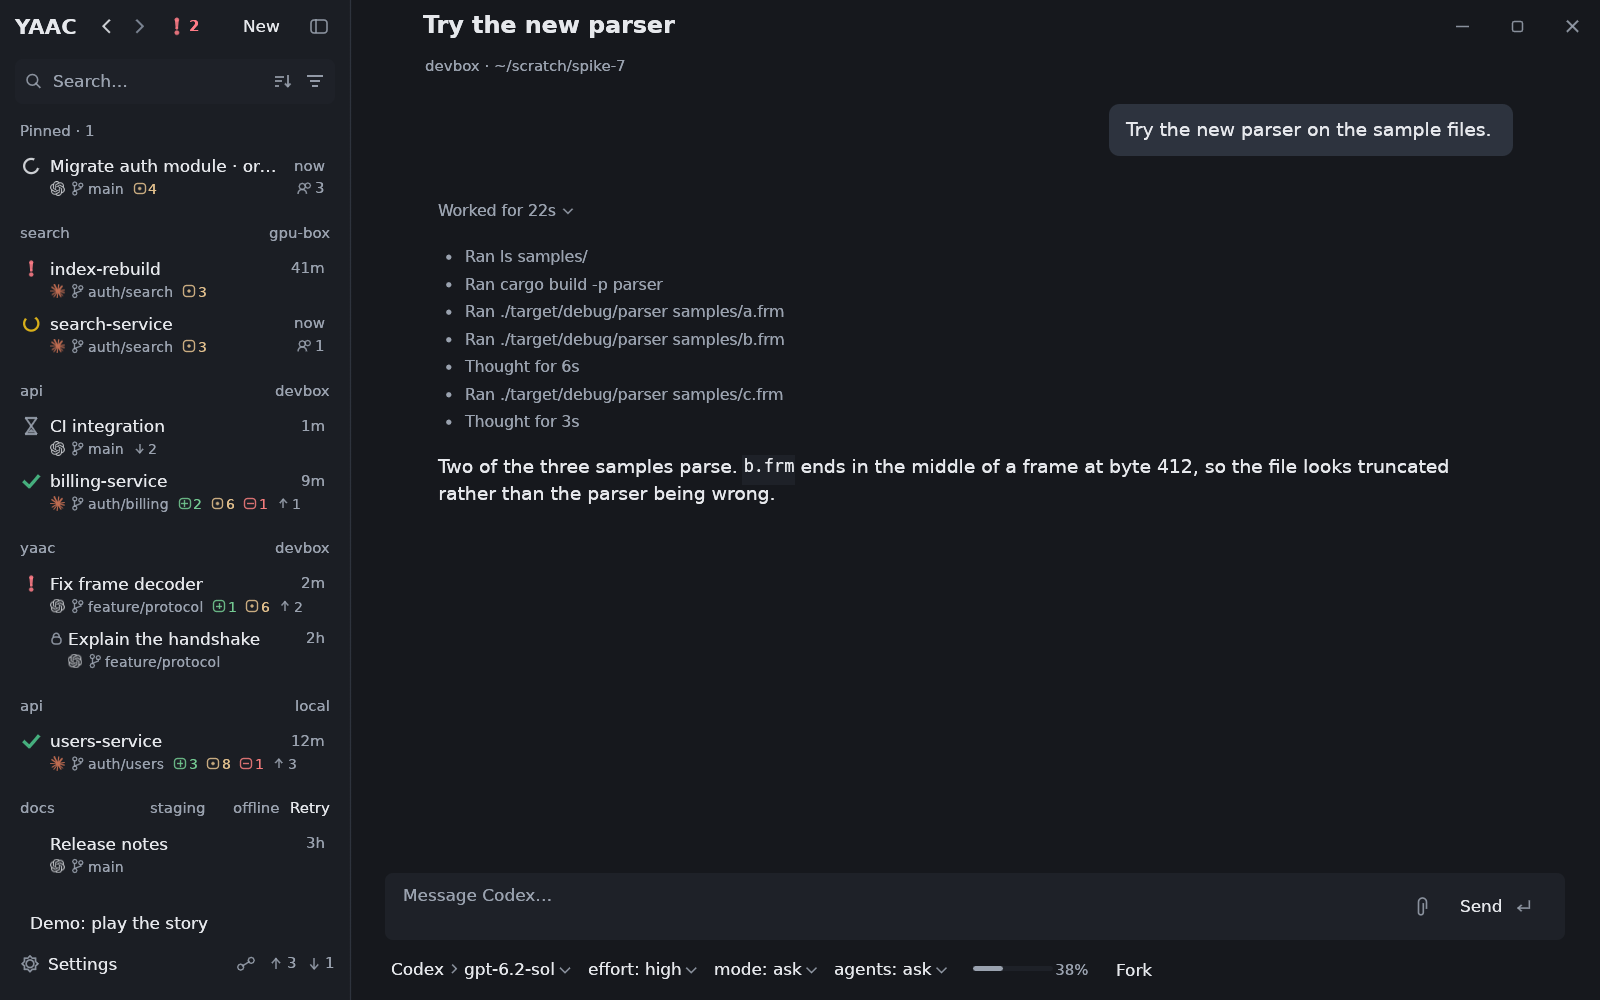 YAAC
2
New
Search...
Pinned · 1
Migrate auth module · or... now
main 4 3
search gpu-box
index-rebuild 41m
auth/search 3
search-service now
auth/search 3 1
api devbox
CI integration 1m
main ↓2
billing-service 9m
auth/billing 2 6 1 ↑1
yaac devbox
Fix frame decoder 2m
feature/protocol 1 6 ↑2
Explain the handshake 2h
feature/protocol
api local
users-service 12m
auth/users 3 8 1 ↑3
docs staging offline Retry
Release notes 3h
main
Demo: play the story
Settings ↑3 ↓1
Try the new parser
devbox · ~/scratch/spike-7
Try the new parser on the sample files.
Worked for 22s
• Ran ls samples/
• Ran cargo build -p parser
• Ran ./target/debug/parser samples/a.frm
• Ran ./target/debug/parser samples/b.frm
• Thought for 6s
• Ran ./target/debug/parser samples/c.frm
• Thought for 3s
Two of the three samples parse. b.frm ends in the middle of a frame at byte 412, so the file looks truncated
rather than the parser being wrong.
Message Codex...
Send
Codex > gpt-6.2-sol effort: high mode: ask agents: ask 38% Fork